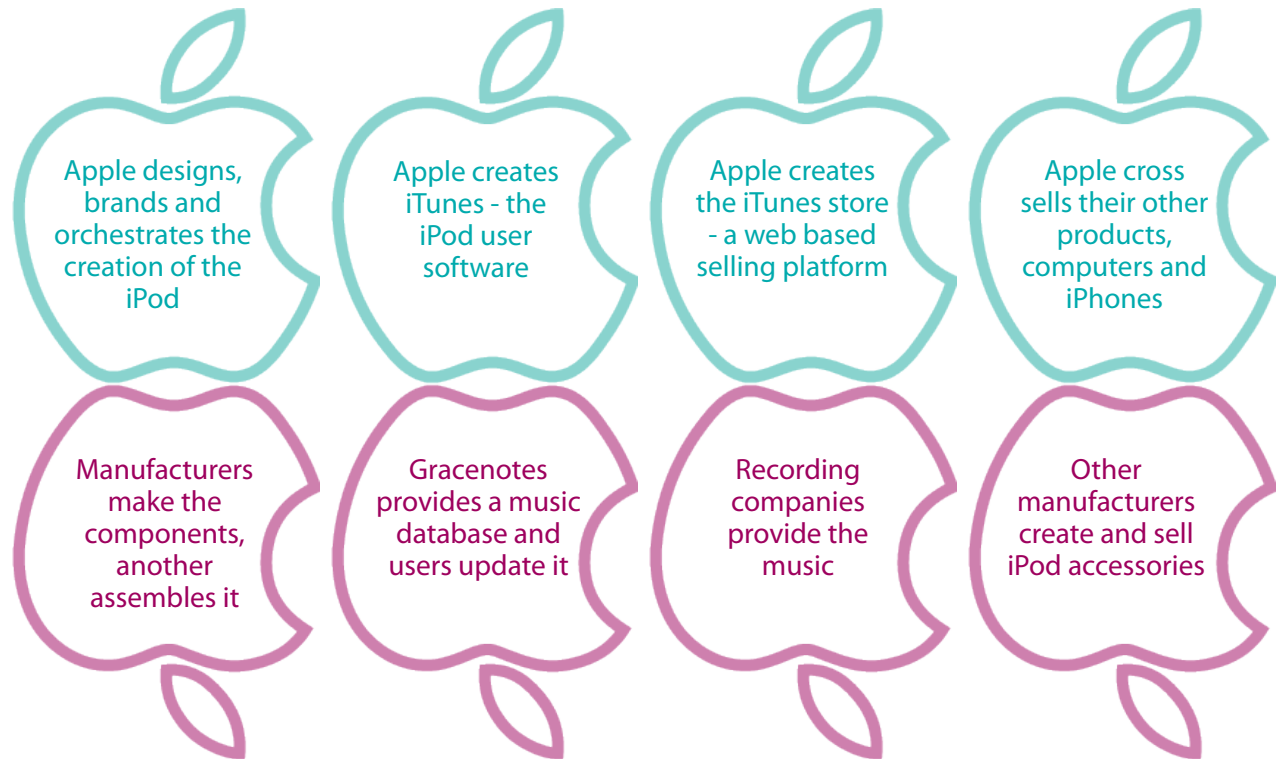 Apple designs,
brands and
orchestrates the
creation of the
iPod
Apple creates
iTunes - the
iPod user
software
Apple creates
the iTunes store
- a web based
selling platform
Apple cross
sells their other
products,
computers and
iPhones
Manufacturers
make the
components,
another
assembles it
Gracenotes
provides a music
database and
users update it
Recording
companies
provide the
music
Other
manufacturers
create and sell
iPod accessories